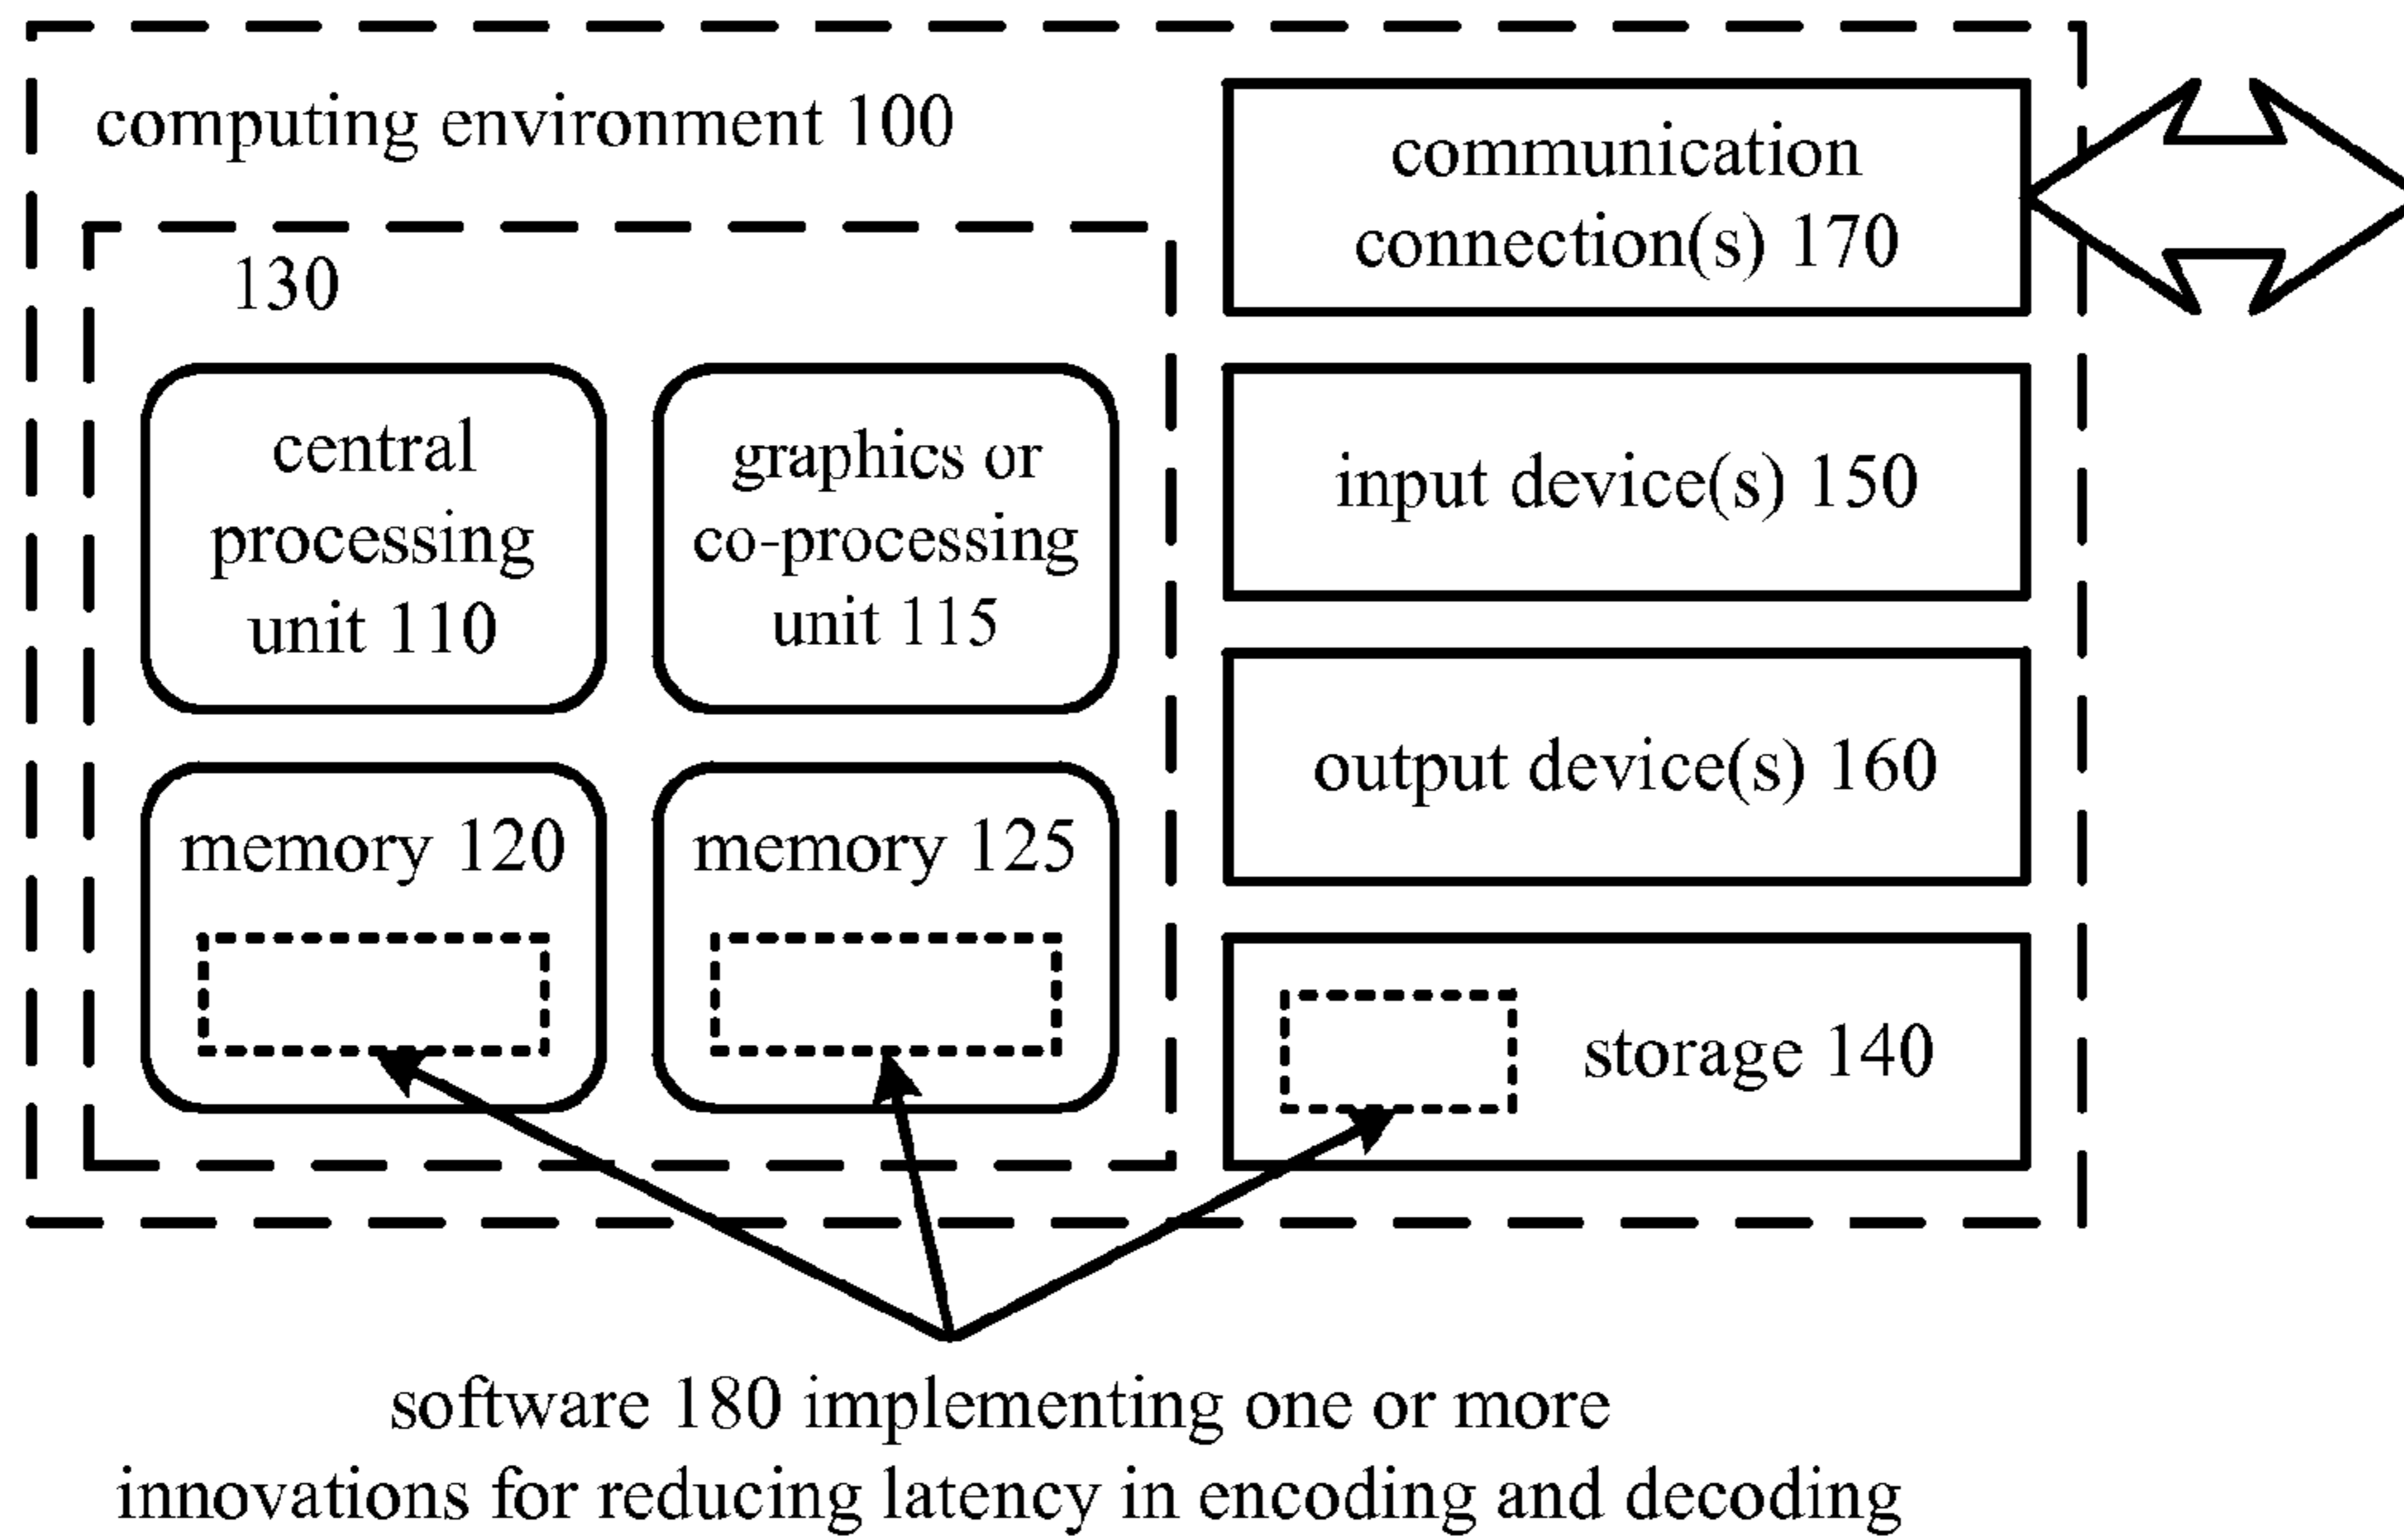 computing environment 100
130
central
processing
unit 110
graphics or
co-processing
unit 115
memory 120
memory 125
communication
connection(s) 170
input device(s) 150
output device(s) 160
storage 140
software 180 implementing one or more
innovations for reducing latency in encoding and decoding